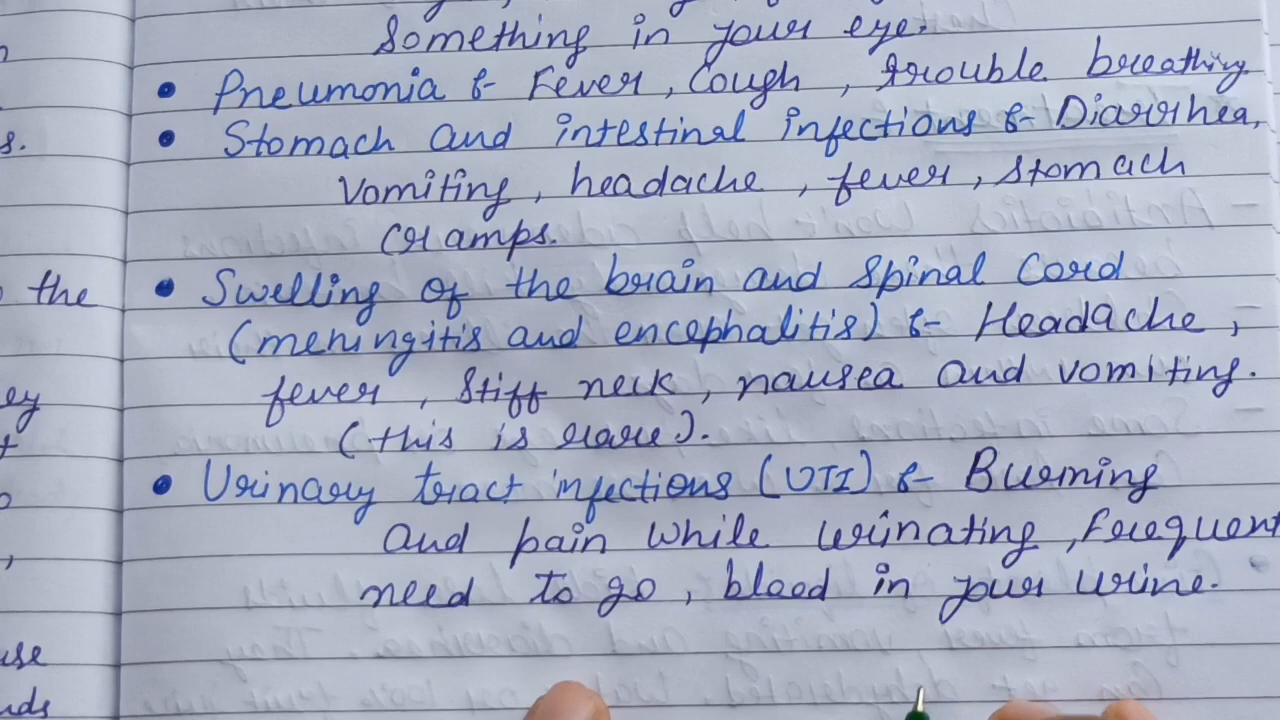 Something in your eye.
• Pneumonia :- Fever, Cough, trouble breathing
• Stomach and intestinal infections :- Diarrhea,
vomiting, headache, fever, stomach
cramps.
the • Swelling of the brain and spinal cord
(meningitis and encephalitis) :- Headache,
fever, stiff neck, nausea and vomiting.
(this is rare).
• Urinary tract infections (UTI) :- Burning
and pain while urinating, frequent
need to go, blood in your urine.